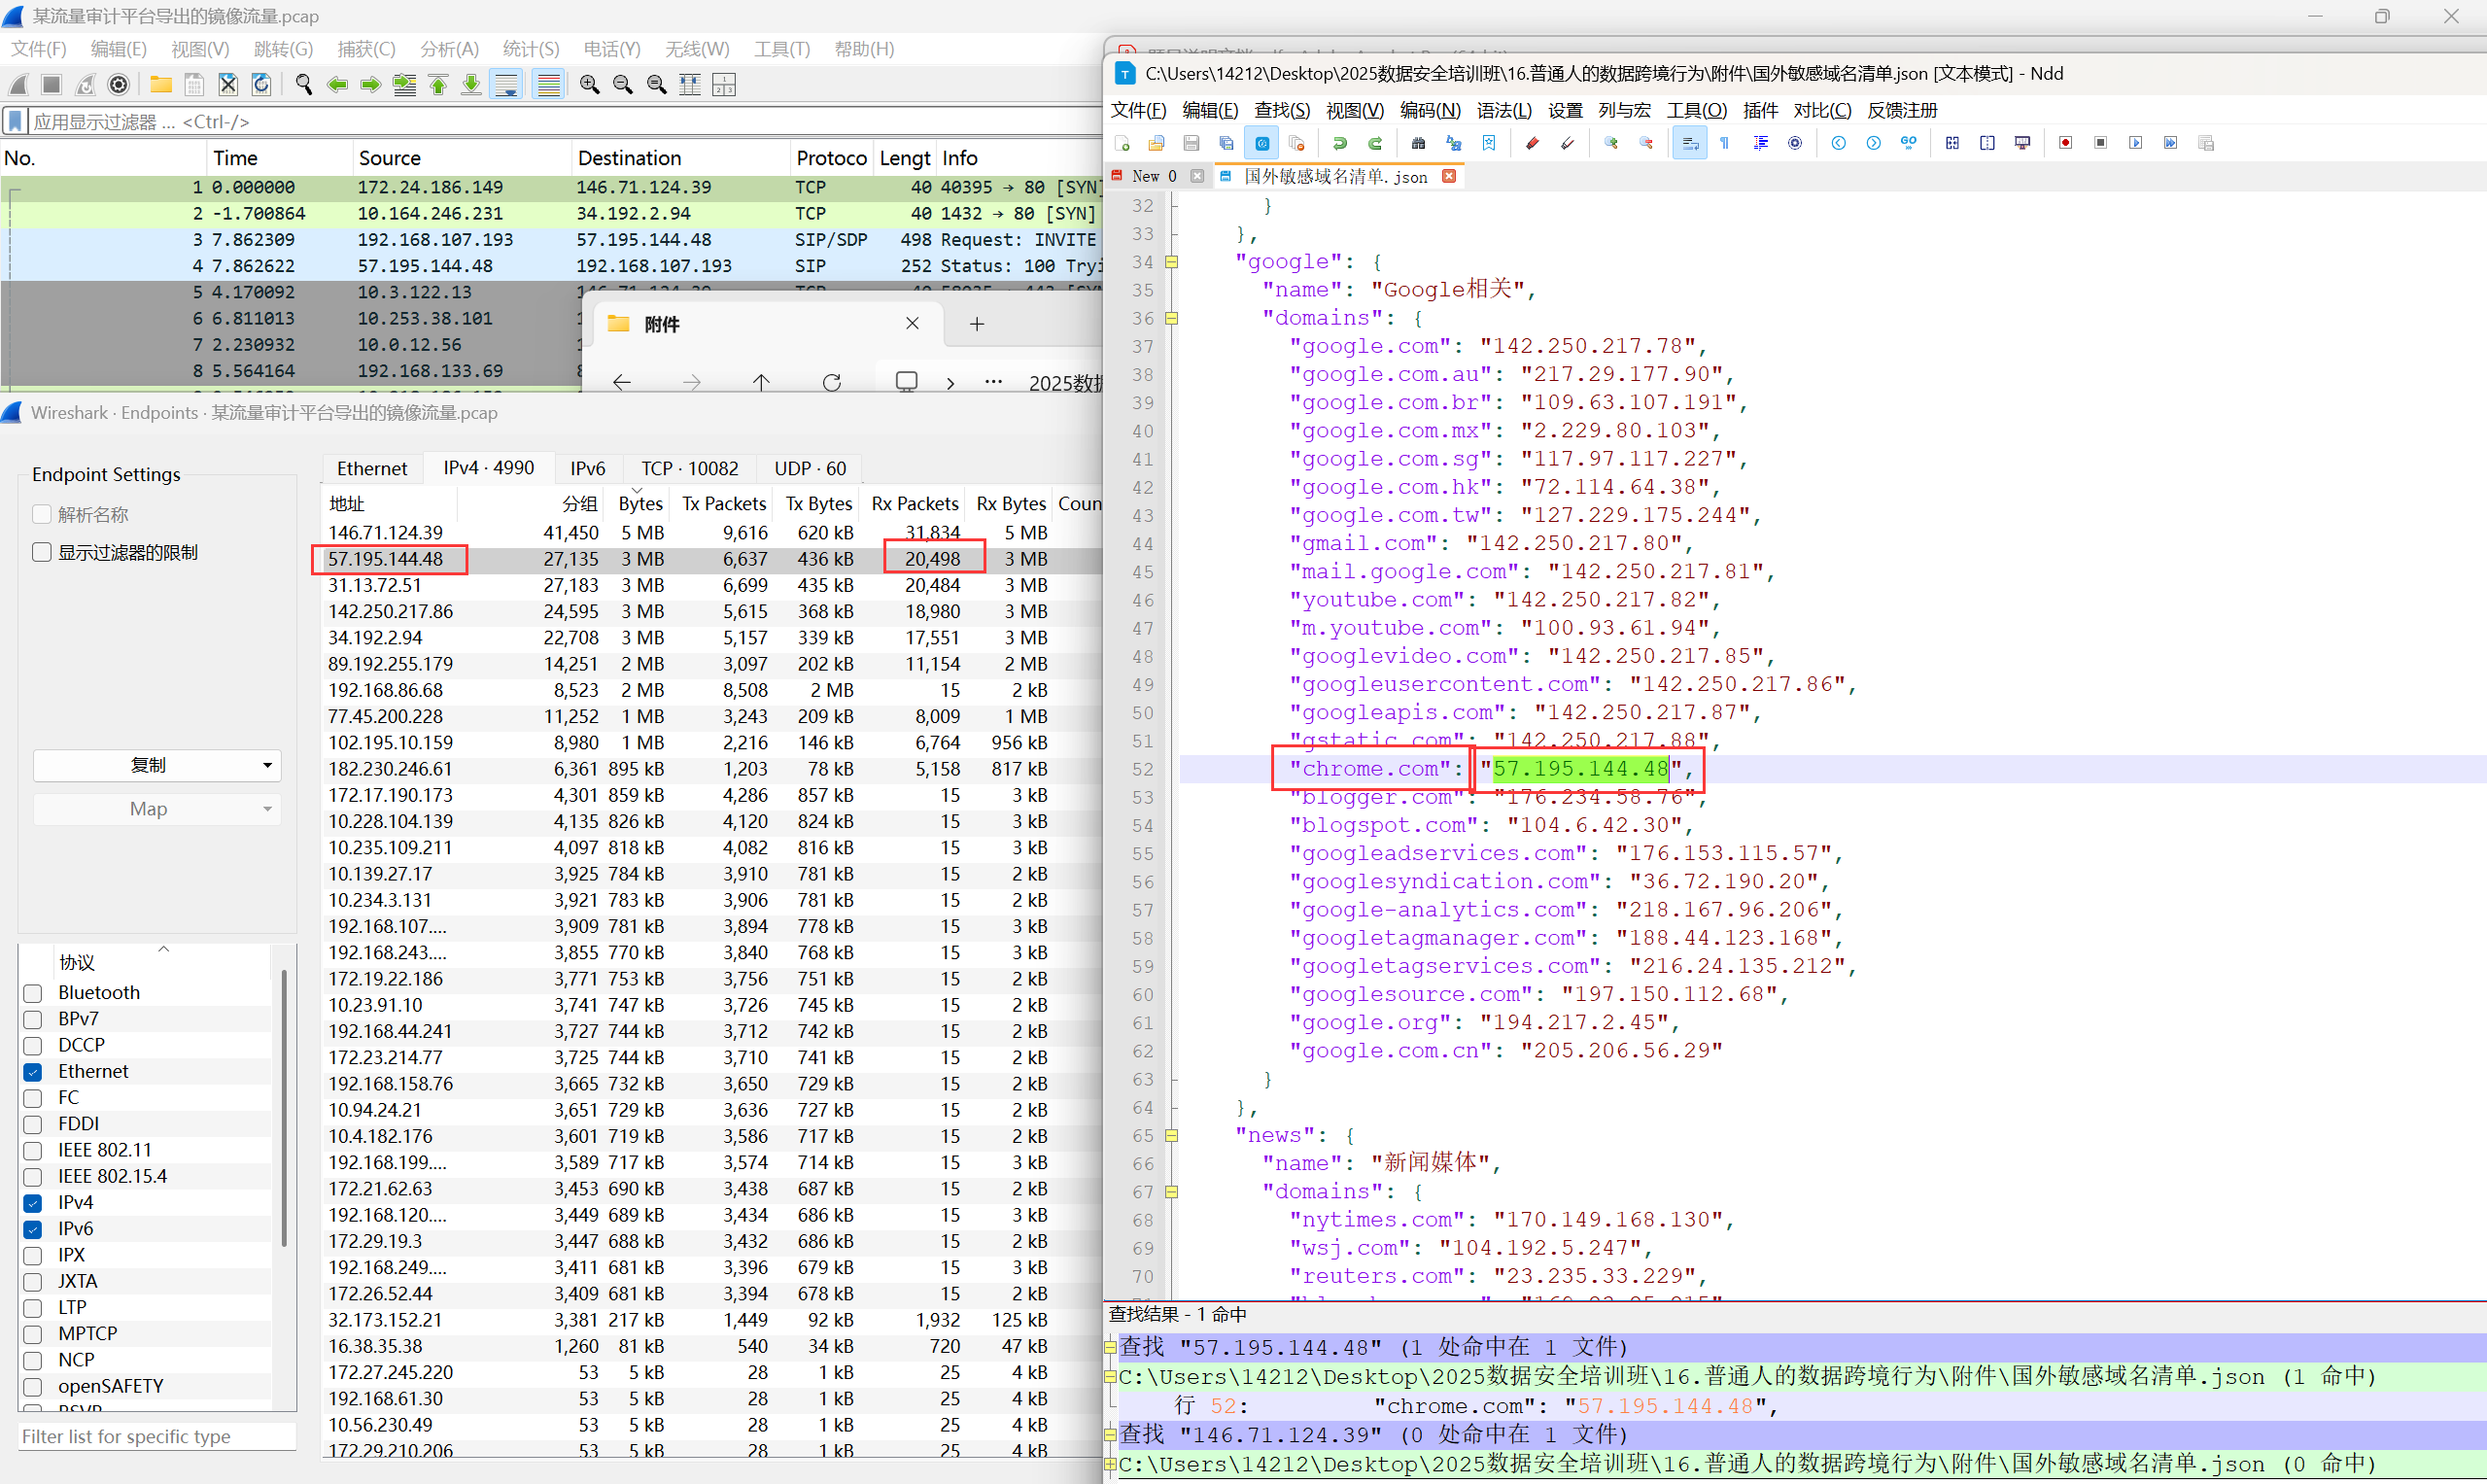 某流量审计平台导出的镜像流量.pcap
文件(F) 编辑(E) 视图(V) 跳转(G) 捕获(C) 分析(A) 统计(S) 电话(Y) 无线(W) 工具(T) 帮助(H)
应用显示过滤器 … <Ctrl-/>
No. Time Source Destination Protoco Lengt Info
1 0.000000 172.24.186.149 146.71.124.39 TCP 40 40395 → 80 [SYN]
2 -1.700864 10.164.246.231 34.192.2.94 TCP 40 1432 → 80 [SYN]
3 7.862309 192.168.107.193 57.195.144.48 SIP/SDP 498 Request: INVITE
4 7.862622 57.195.144.48 192.168.107.193 SIP 252 Status: 100 Tryi
5 4.170092 10.3.122.13
6 6.811013 10.253.38.101
7 2.230932 10.0.12.56
8 5.564164 192.168.133.69
附件
2025数据
Wireshark · Endpoints · 某流量审计平台导出的镜像流量.pcap
Endpoint Settings
解析名称
显示过滤器的限制
复制
Map
协议
Bluetooth
BPv7
DCCP
Ethernet
FC
FDDI
IEEE 802.11
IEEE 802.15.4
IPv4
IPv6
IPX
JXTA
LTP
MPTCP
NCP
openSAFETY
RSVP
Filter list for specific type
Ethernet IPv4 · 4990 IPv6 TCP · 10082 UDP · 60
地址 分组 Bytes Tx Packets Tx Bytes Rx Packets Rx Bytes Coun
146.71.124.39 41,450 5 MB 9,616 620 kB 31,834 5 MB
57.195.144.48 27,135 3 MB 6,637 436 kB 20,498 3 MB
31.13.72.51 27,183 3 MB 6,699 435 kB 20,484 3 MB
142.250.217.86 24,595 3 MB 5,615 368 kB 18,980 3 MB
34.192.2.94 22,708 3 MB 5,157 339 kB 17,551 3 MB
89.192.255.179 14,251 2 MB 3,097 202 kB 11,154 2 MB
192.168.86.68 8,523 2 MB 8,508 2 MB 15 2 kB
77.45.200.228 11,252 1 MB 3,243 209 kB 8,009 1 MB
102.195.10.159 8,980 1 MB 2,216 146 kB 6,764 956 kB
182.230.246.61 6,361 895 kB 1,203 78 kB 5,158 817 kB
172.17.190.173 4,301 859 kB 4,286 857 kB 15 3 kB
10.228.104.139 4,135 826 kB 4,120 824 kB 15 3 kB
10.235.109.211 4,097 818 kB 4,082 816 kB 15 3 kB
10.139.27.17 3,925 784 kB 3,910 781 kB 15 2 kB
10.234.3.131 3,921 783 kB 3,906 781 kB 15 2 kB
192.168.107.... 3,909 781 kB 3,894 778 kB 15 3 kB
192.168.243.... 3,855 770 kB 3,840 768 kB 15 3 kB
172.19.22.186 3,771 753 kB 3,756 751 kB 15 2 kB
10.23.91.10 3,741 747 kB 3,726 745 kB 15 2 kB
192.168.44.241 3,727 744 kB 3,712 742 kB 15 2 kB
172.23.214.77 3,725 744 kB 3,710 741 kB 15 2 kB
192.168.158.76 3,665 732 kB 3,650 729 kB 15 2 kB
10.94.24.21 3,651 729 kB 3,636 727 kB 15 2 kB
10.4.182.176 3,601 719 kB 3,586 717 kB 15 2 kB
192.168.199.... 3,589 717 kB 3,574 714 kB 15 3 kB
172.21.62.63 3,453 690 kB 3,438 687 kB 15 2 kB
192.168.120.... 3,449 689 kB 3,434 686 kB 15 3 kB
172.29.19.3 3,447 688 kB 3,432 686 kB 15 2 kB
192.168.249.... 3,411 681 kB 3,396 679 kB 15 3 kB
172.26.52.44 3,409 681 kB 3,394 678 kB 15 2 kB
32.173.152.21 3,381 217 kB 1,449 92 kB 1,932 125 kB
16.38.35.38 1,260 81 kB 540 34 kB 720 47 kB
172.27.245.220 53 5 kB 28 1 kB 25 4 kB
192.168.61.30 53 5 kB 28 1 kB 25 4 kB
10.56.230.49 53 5 kB 28 1 kB 25 4 kB
172.29.210.206 53 5 kB 28 1 kB 25 4 kB
C:\Users\14212\Desktop\2025数据安全培训班\16.普通人的数据跨境行为\附件\国外敏感域名清单.json [文本模式] - Ndd
文件(F) 编辑(E) 查找(S) 视图(V) 编码(N) 语法(L) 设置 列与宏 工具(O) 插件 对比(C) 反馈注册
New 0 国外敏感域名清单.json
32 }
33 },
34 "google": {
35 "name": "Google相关",
36 "domains": {
37 "google.com": "142.250.217.78",
38 "google.com.au": "217.29.177.90",
39 "google.com.br": "109.63.107.191",
40 "google.com.mx": "2.229.80.103",
41 "google.com.sg": "117.97.117.227",
42 "google.com.hk": "72.114.64.38",
43 "google.com.tw": "127.229.175.244",
44 "gmail.com": "142.250.217.80",
45 "mail.google.com": "142.250.217.81",
46 "youtube.com": "142.250.217.82",
47 "m.youtube.com": "100.93.61.94",
48 "googlevideo.com": "142.250.217.85",
49 "googleusercontent.com": "142.250.217.86",
50 "googleapis.com": "142.250.217.87",
51 "gstatic.com": "142.250.217.88",
52 "chrome.com": "57.195.144.48",
53 "blogger.com": "176.234.58.76",
54 "blogspot.com": "104.6.42.30",
55 "googleadservices.com": "176.153.115.57",
56 "googlesyndication.com": "36.72.190.20",
57 "google-analytics.com": "218.167.96.206",
58 "googletagmanager.com": "188.44.123.168",
59 "googletagservices.com": "216.24.135.212",
60 "googlesource.com": "197.150.112.68",
61 "google.org": "194.217.2.45",
62 "google.com.cn": "205.206.56.29"
63 }
64 },
65 "news": {
66 "name": "新闻媒体",
67 "domains": {
68 "nytimes.com": "170.149.168.130",
69 "wsj.com": "104.192.5.247",
70 "reuters.com": "23.235.33.229",
查找结果 - 1 命中
查找 "57.195.144.48" (1 处命中在 1 文件)
C:\Users\14212\Desktop\2025数据安全培训班\16.普通人的数据跨境行为\附件\国外敏感域名清单.json (1 命中)
行 52: "chrome.com": "57.195.144.48",
查找 "146.71.124.39" (0 处命中在 1 文件)
C:\Users\14212\Desktop\2025数据安全培训班\16.普通人的数据跨境行为\附件\国外敏感域名清单.json (0 命中)